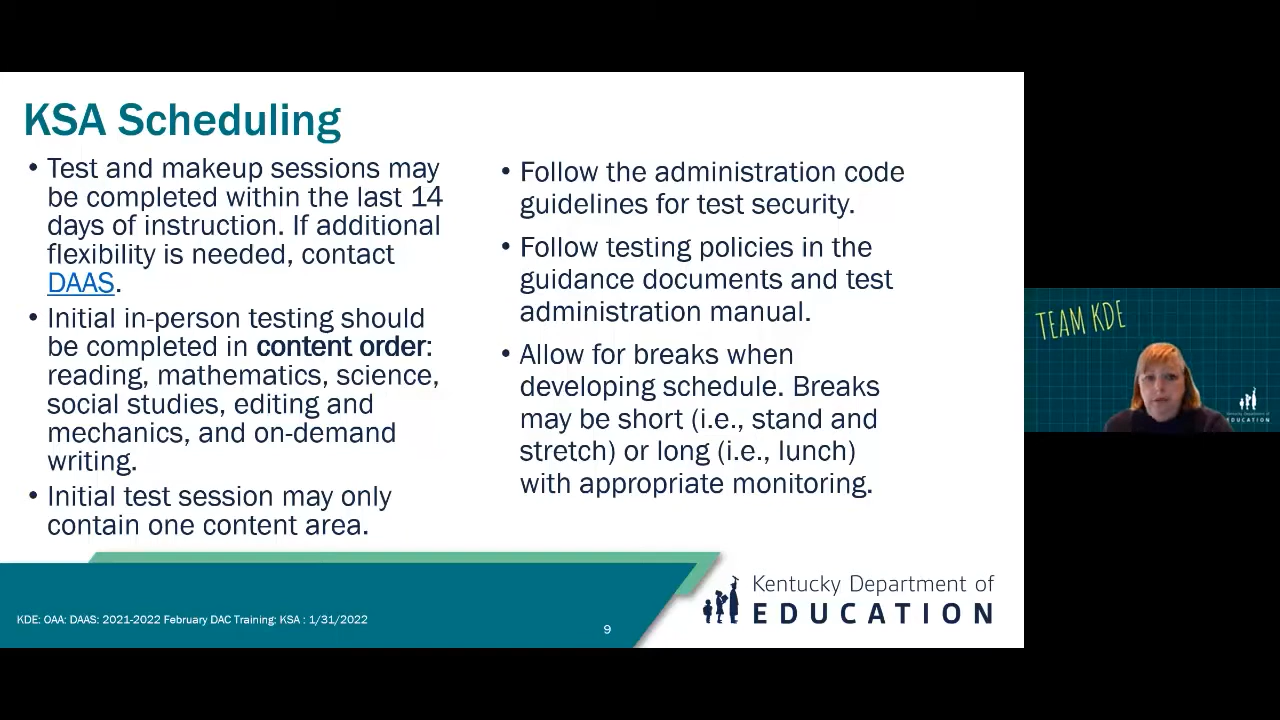 KSA Scheduling
• Test and makeup sessions may
be completed within the last 14
days of instruction. If additional
flexibility is needed, contact
DAAS.
• Initial in-person testing should
be completed in content order:
reading, mathematics, science,
social studies, editing and
mechanics, and on-demand
writing.
• Initial test session may only
contain one content area.
• Follow the administration code
guidelines for test security.
• Follow testing policies in the
guidance documents and test
administration manual.
• Allow for breaks when
developing schedule. Breaks
may be short (i.e., stand and
stretch) or long (i.e., lunch)
with appropriate monitoring.
KDE: OAA: DAAS: 2021-2022 February DAC Training: KSA : 1/31/2022
9
Kentucky Department of
EDUCATION
TEAM KDE
Kentucky Department of
EDUCATION